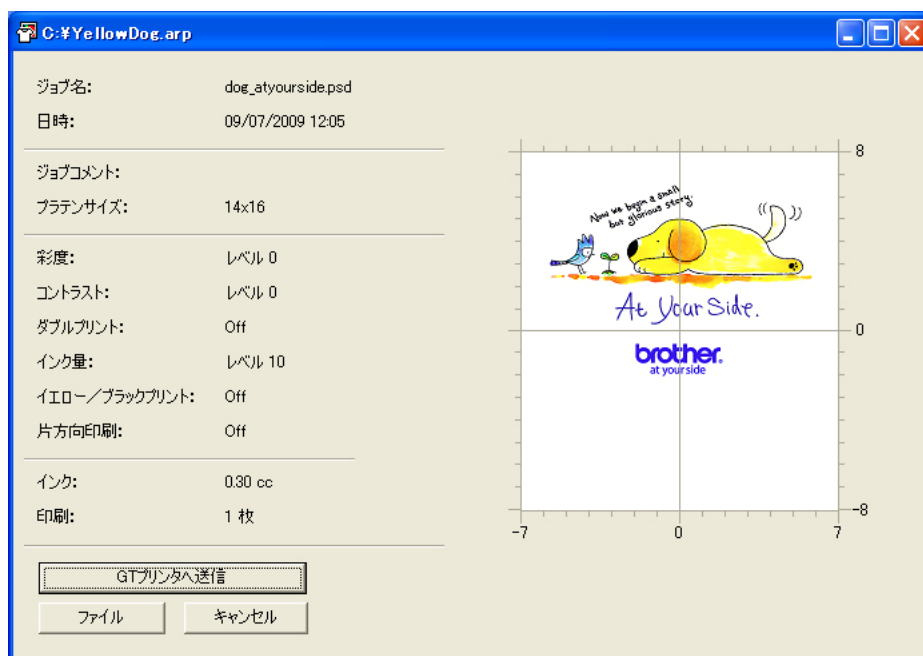 C:¥YellowDog.arp
ジョブ名: dog_atyourside.psd
日時: 09/07/2009 12:05
ジョブコメント:
プラテンサイズ: 14x16
彩度: レベル 0
コントラスト: レベル 0
ダブルプリント: Off
インク量: レベル 10
イエロー/ブラックプリント: Off
片方向印刷: Off
インク: 0.30 cc
印刷: 1 枚
GTプリンタへ送信
ファイル キャンセル
8
Now we begin a small
but glorious story.
At Your Side.
0
brother.
at your side
-8
-7 0 7